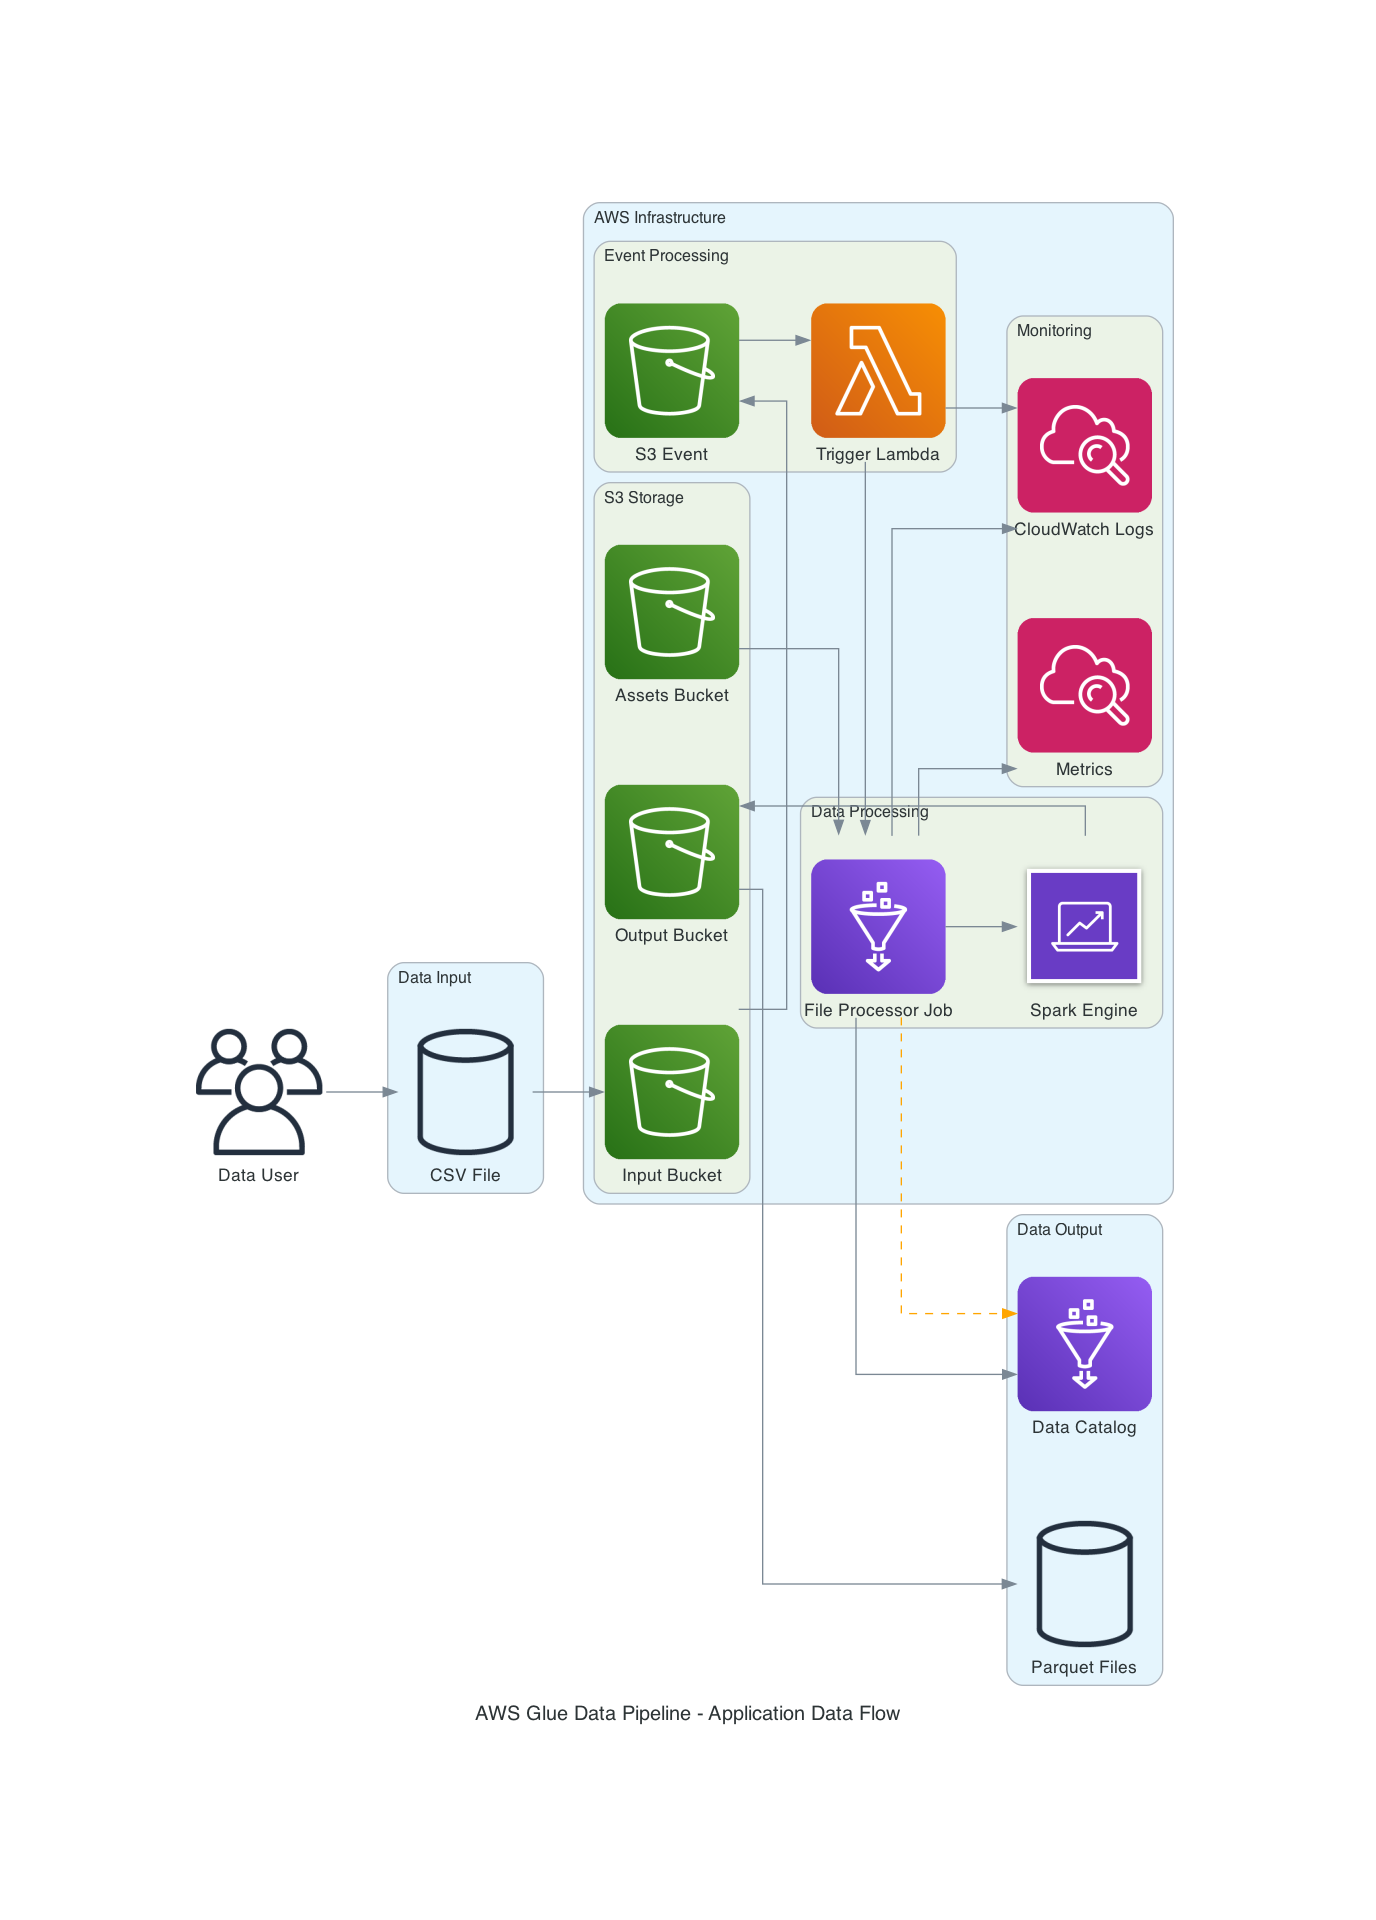 AWS Infrastructure
Event Processing
S3 Event
Trigger Lambda
Monitoring
CloudWatch Logs
Metrics
S3 Storage
Assets Bucket
Output Bucket
Input Bucket
Data Processing
File Processor Job
Spark Engine
Data Input
Data User
CSV File
Data Output
Data Catalog
Parquet Files
AWS Glue Data Pipeline - Application Data Flow